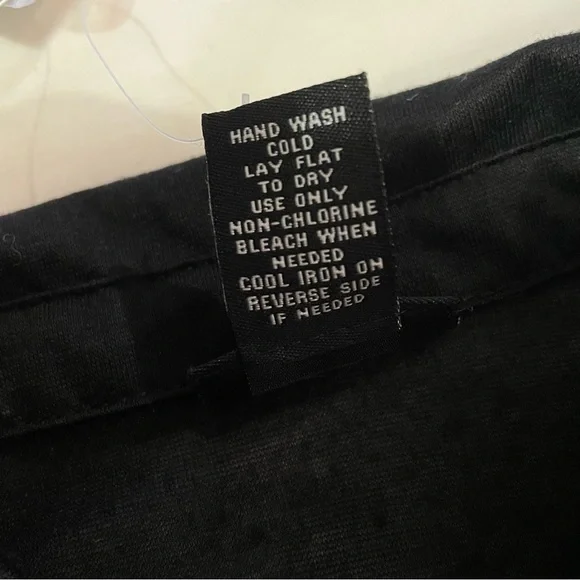 HAND WASH
COLD
LAY FLAT
TO DRY
USE ONLY
NON-CHLORINE
BLEACH WHEN
NEEDED
COOL IRON ON
REVERSE SIDE
IF NEEDED